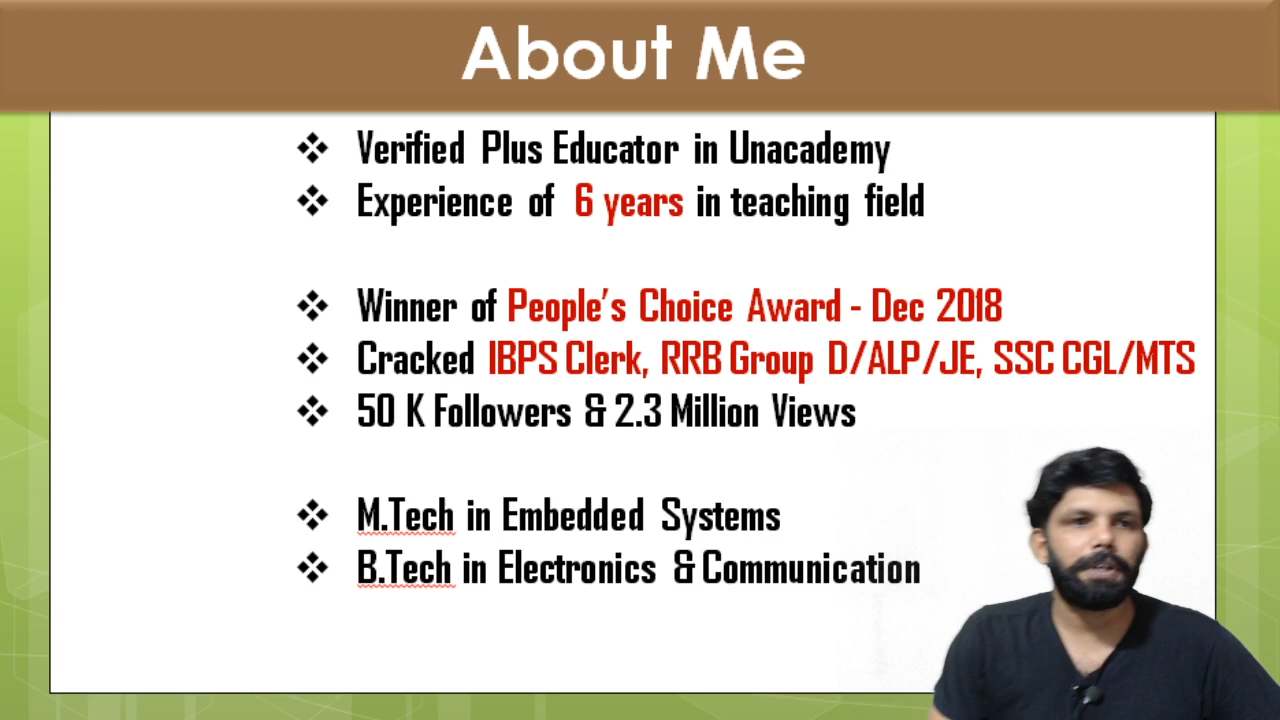 About Me
❖ Verified Plus Educator in Unacademy
❖ Experience of 6 years in teaching field
❖ Winner of People's Choice Award - Dec 2018
❖ Cracked IBPS Clerk, RRB Group D/ALP/JE, SSC CGL/MTS
❖ 50 K Followers & 2.3 Million Views
❖ M.Tech in Embedded Systems
❖ B.Tech in Electronics & Communication